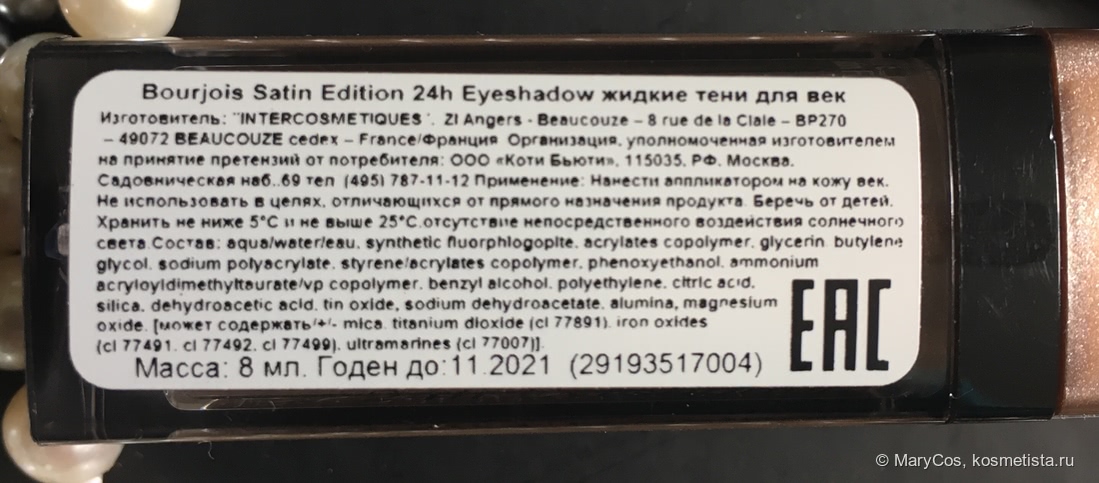 Bourjois Satin Edition 24h Eyeshadow жидкие тени для век
Изготовитель: "INTERCOSMETIQUES". ZI Angers - Beaucouze – 8 rue de la Claie – BP270
– 49072 BEAUCOUZE cedex – France/Франция Организация, уполномоченная изготовителем
на принятие претензий от потребителя: ООО «Коти Бьюти», 115035, РФ, Москва,
Садовническая наб..69 тел (495) 787-11-12 Применение: Нанести аппликатором на кожу век.
Не использовать в целях, отличающихся от прямого назначения продукта. Беречь от детей.
Хранить не ниже 5°С и не выше 25°С,отсутствие непосредственного воздействия солнечного
света.Состав: aqua/water/eau, synthetic fluorphlogopite, acrylates copolymer, glycerin, butylene
glycol, sodium polyacrylate, styrene/acrylates copolymer, phenoxyethanol, ammonium
acryloyldimethyltaurate/vp copolymer, benzyl alcohol, polyethylene, citric acid,
silica, dehydroacetic acid, tin oxide, sodium dehydroacetate, alumina, magnesium
oxide, [может содержать/+/- mica, titanium dioxide (ci 77891), iron oxides
(ci 77491, ci 77492, ci 77499), ultramarines (ci 77007)].
Масса: 8 мл. Годен до:11.2021 (29193517004)
EAC
© MaryCos, kosmetista.ru